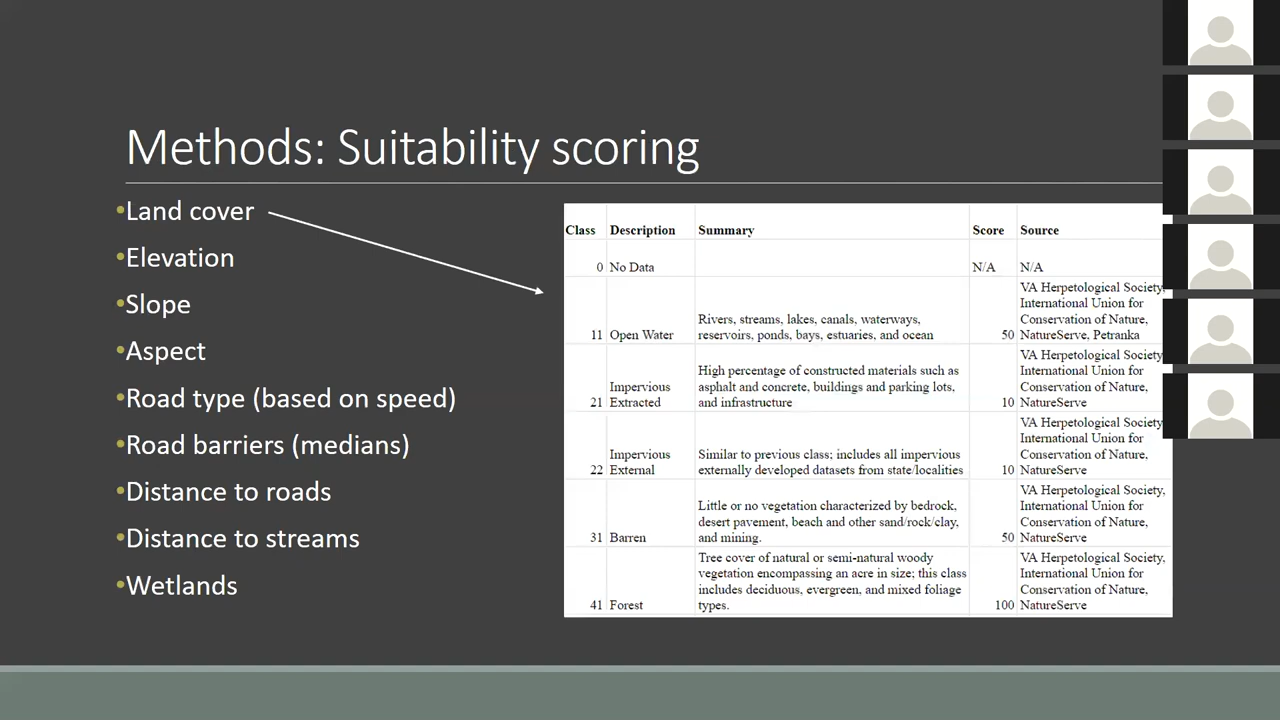 Methods: Suitability scoring
•Land cover
•Elevation
•Slope
•Aspect
•Road type (based on speed)
•Road barriers (medians)
•Distance to roads
•Distance to streams
•Wetlands
Class Description Summary Score Source
0 No Data N/A N/A
VA Herpetological Society,
International Union for
Rivers, streams, lakes, canals, waterways, Conservation of Nature,
11 Open Water reservoirs, ponds, bays, estuaries, and ocean 50 NatureServe, Petranka
VA Herpetological Society,
High percentage of constructed materials such as International Union for
Impervious asphalt and concrete, buildings and parking lots, Conservation of Nature,
21 Extracted and infrastructure 10 NatureServe
VA Herpetological Society,
International Union for
Impervious Similar to previous class; includes all impervious Conservation of Nature,
22 External externally developed datasets from state/localities 10 NatureServe
VA Herpetological Society,
Little or no vegetation characterized by bedrock, International Union for
desert pavement, beach and other sand/rock/clay, Conservation of Nature,
31 Barren and mining. 50 NatureServe
Tree cover of natural or semi-natural woody VA Herpetological Society,
vegetation encompassing an acre in size; this class International Union for
includes deciduous, evergreen, and mixed foliage Conservation of Nature,
41 Forest types. 100 NatureServe